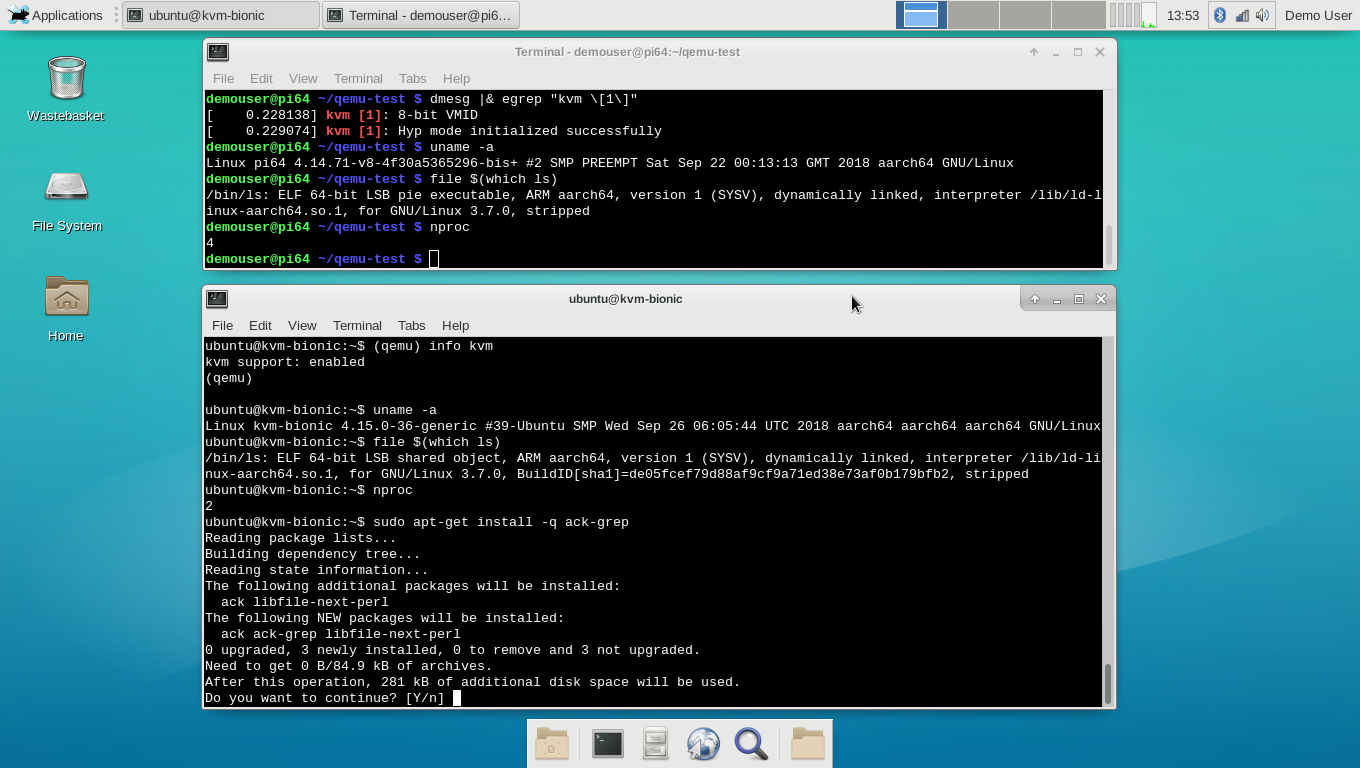 Applications
ubuntu@kvm-bionic
Terminal - demouser@pi6...
13:53
Demo User
Wastebasket
File System
Home
Terminal - demouser@pi64:~/qemu-test
File Edit View Terminal Tabs Help
demouser@pi64 ~/qemu-test $ dmesg |& egrep "kvm \[1\]"
[    0.228138] kvm [1]: 8-bit VMID
[    0.229074] kvm [1]: Hyp mode initialized successfully
demouser@pi64 ~/qemu-test $ uname -a
Linux pi64 4.14.71-v8-4f30a5365296-bis+ #2 SMP PREEMPT Sat Sep 22 00:13:13 GMT 2018 aarch64 GNU/Linux
demouser@pi64 ~/qemu-test $ file $(which ls)
/bin/ls: ELF 64-bit LSB pie executable, ARM aarch64, version 1 (SYSV), dynamically linked, interpreter /lib/ld-l
inux-aarch64.so.1, for GNU/Linux 3.7.0, stripped
demouser@pi64 ~/qemu-test $ nproc
4
demouser@pi64 ~/qemu-test $
ubuntu@kvm-bionic
File Edit View Terminal Tabs Help
ubuntu@kvm-bionic:~$ (qemu) info kvm
kvm support: enabled
(qemu)
ubuntu@kvm-bionic:~$ uname -a
Linux kvm-bionic 4.15.0-36-generic #39-Ubuntu SMP Wed Sep 26 06:05:44 UTC 2018 aarch64 aarch64 aarch64 GNU/Linux
ubuntu@kvm-bionic:~$ file $(which ls)
/bin/ls: ELF 64-bit LSB shared object, ARM aarch64, version 1 (SYSV), dynamically linked, interpreter /lib/ld-li
nux-aarch64.so.1, for GNU/Linux 3.7.0, BuildID[sha1]=de05fcef79d88af9cf9a71ed38e73af0b179bfb2, stripped
ubuntu@kvm-bionic:~$ nproc
2
ubuntu@kvm-bionic:~$ sudo apt-get install -q ack-grep
Reading package lists...
Building dependency tree...
Reading state information...
The following additional packages will be installed:
  ack libfile-next-perl
The following NEW packages will be installed:
  ack ack-grep libfile-next-perl
0 upgraded, 3 newly installed, 0 to remove and 3 not upgraded.
Need to get 0 B/84.9 kB of archives.
After this operation, 281 kB of additional disk space will be used.
Do you want to continue? [Y/n]